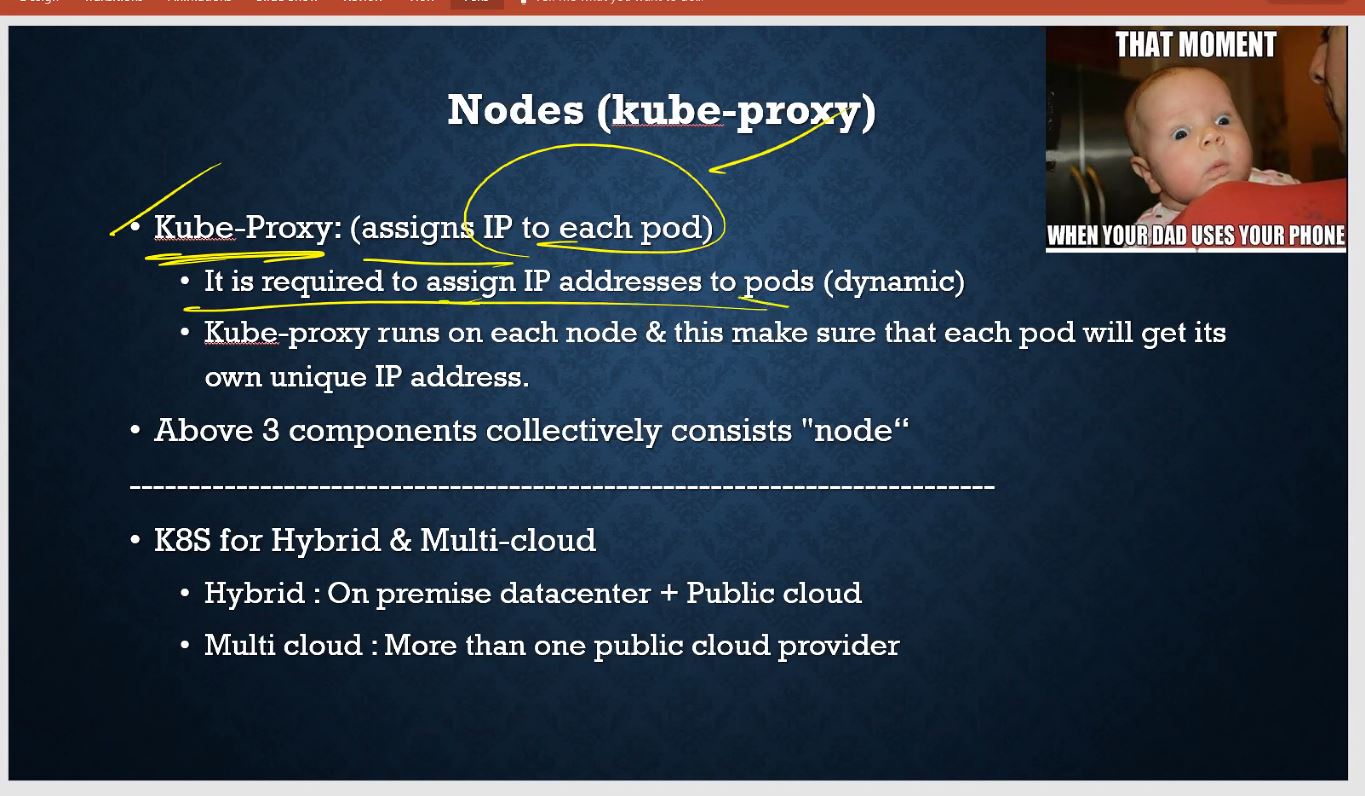 THAT MOMENT
WHEN YOUR DAD USES YOUR PHONE
Nodes (kube-proxy)
• Kube-Proxy: (assigns IP to each pod)
• It is required to assign IP addresses to pods (dynamic)
• Kube-proxy runs on each node & this make sure that each pod will get its
own unique IP address.
• Above 3 components collectively consists "node“
-------------------------------------------------------------------------
• K8S for Hybrid & Multi-cloud
• Hybrid : On premise datacenter + Public cloud
• Multi cloud : More than one public cloud provider